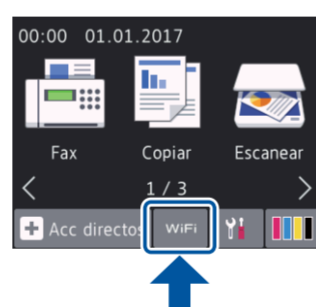 00:00 01.01.2017
Fax Copiar Escanear
< 1 / 3 >
Acc directos WiFi